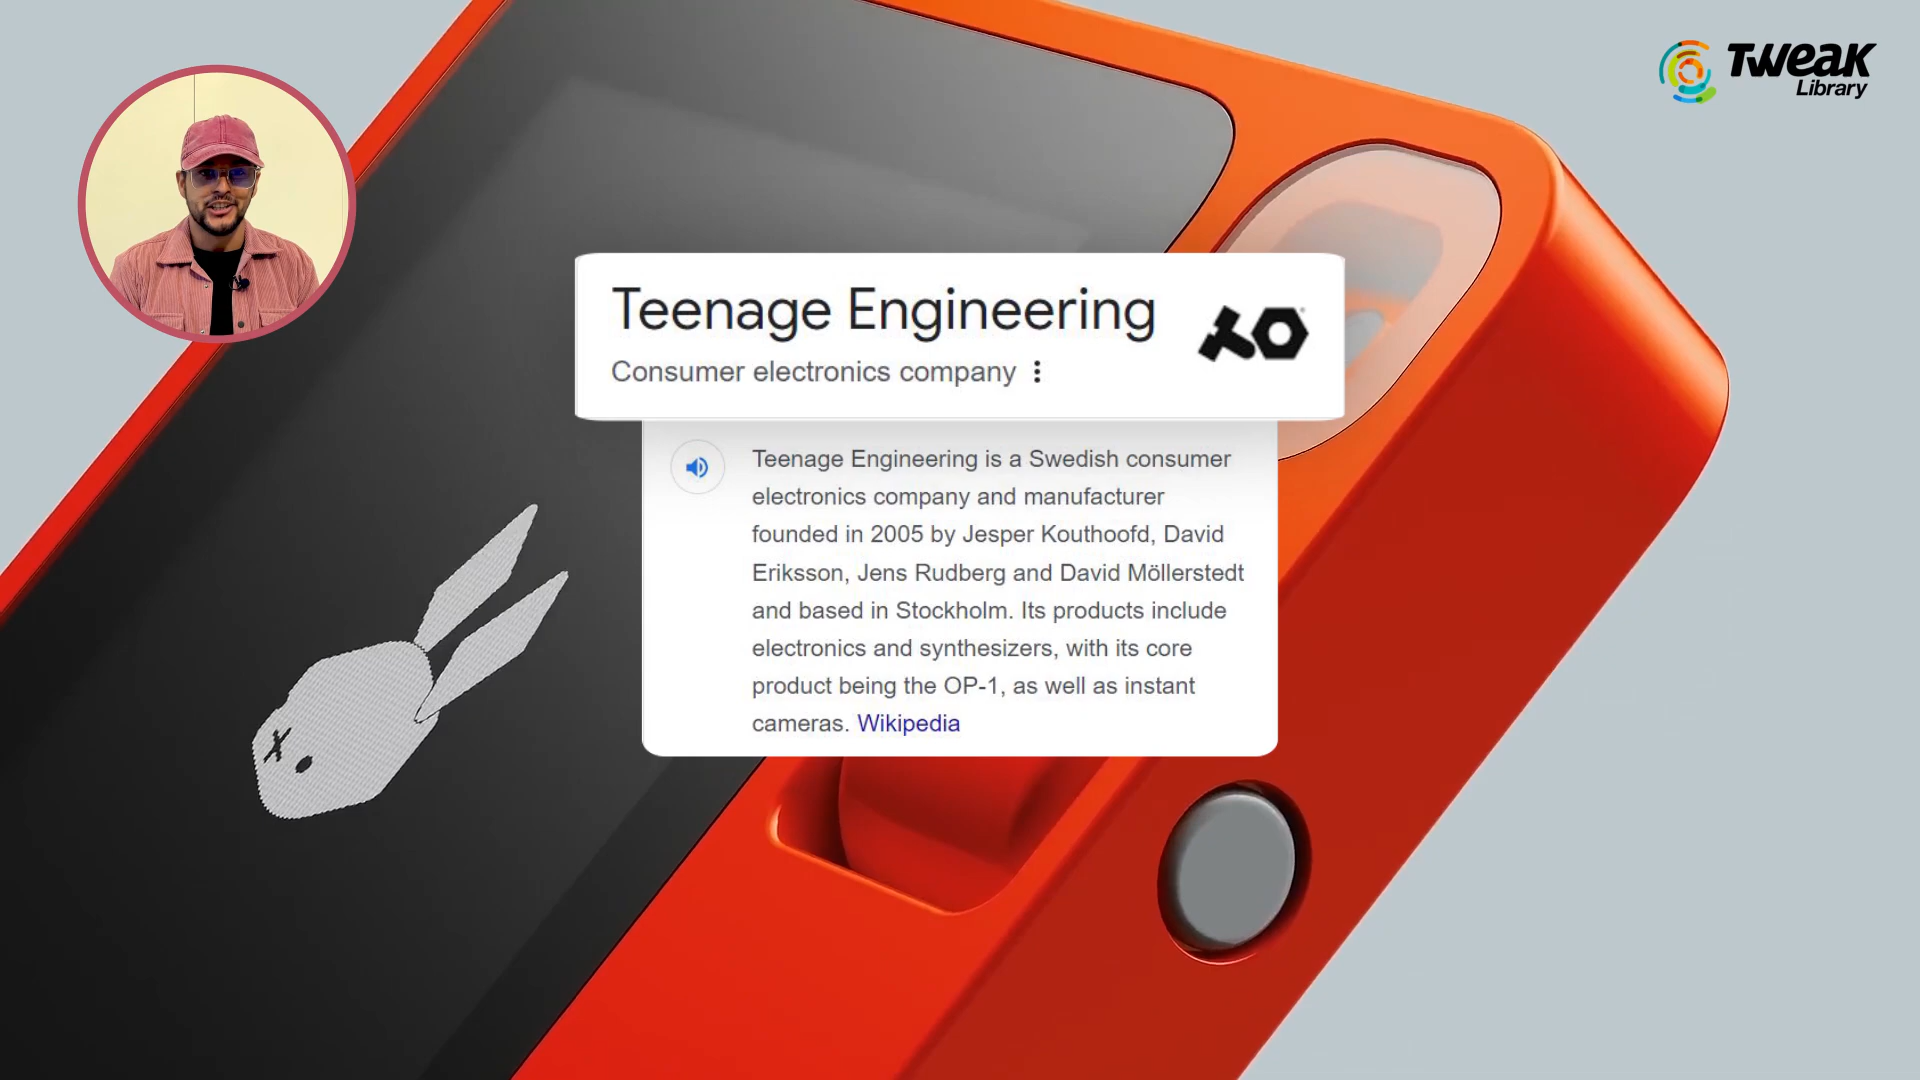 Tweak
Library
Teenage Engineering
Consumer electronics company
Teenage Engineering is a Swedish consumer
electronics company and manufacturer
founded in 2005 by Jesper Kouthoofd, David
Eriksson, Jens Rudberg and David Möllerstedt
and based in Stockholm. Its products include
electronics and synthesizers, with its core
product being the OP-1, as well as instant
cameras. Wikipedia